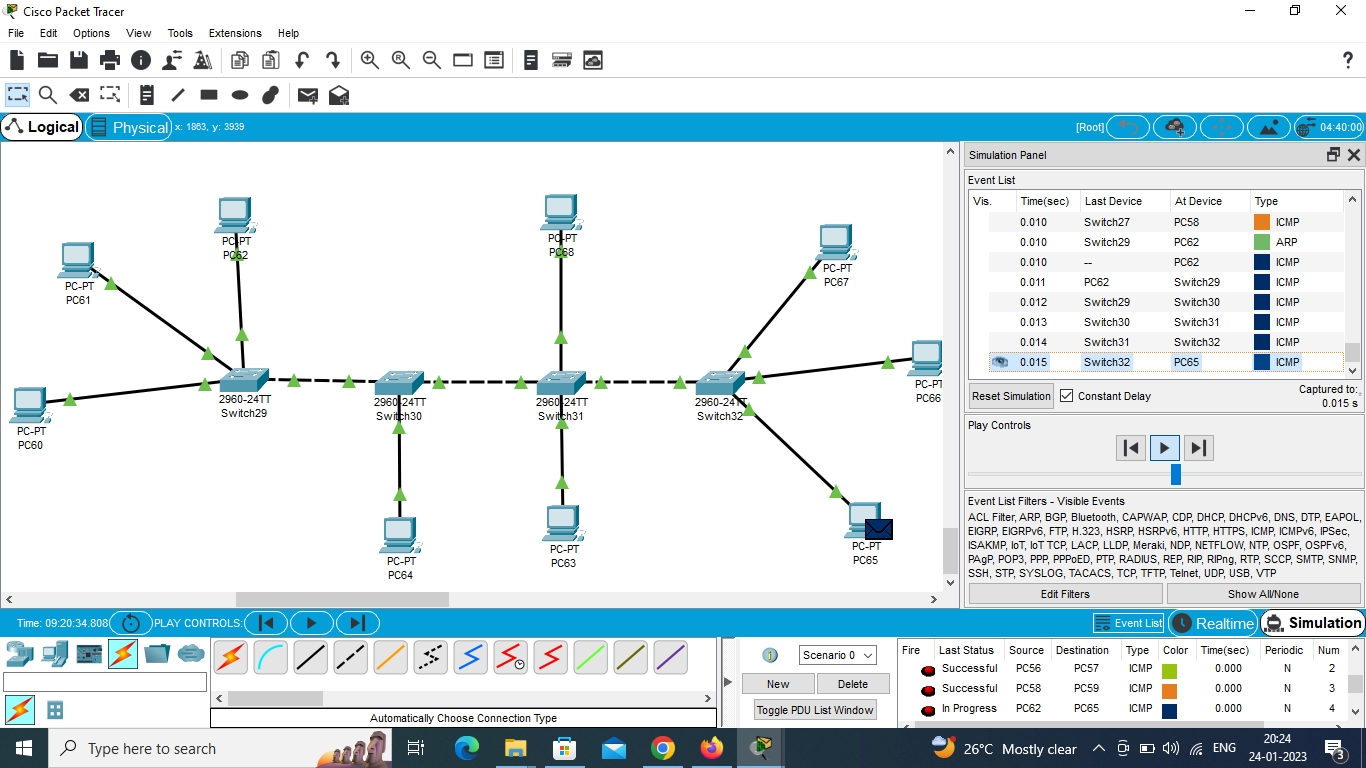 Cisco Packet Tracer
File Edit Options View Tools Extensions Help
?
Logical Physical x: 1863, y: 3939 [Root] 04:40:00
Simulation Panel
Event List
Vis. Time(sec) Last Device At Device Type
0.010 Switch27 PC58 ICMP
0.010 Switch29 PC62 ARP
0.010 -- PC62 ICMP
0.011 PC62 Switch29 ICMP
0.012 Switch29 Switch30 ICMP
0.013 Switch30 Switch31 ICMP
0.014 Switch31 Switch32 ICMP
0.015 Switch32 PC65 ICMP
Reset Simulation Constant Delay Captured to:
0.015 s
Play Controls
Event List Filters - Visible Events
ACL Filter, ARP, BGP, Bluetooth, CAPWAP, CDP, DHCP, DHCPv6, DNS, DTP, EAPOL,
EIGRP, EIGRPv6, FTP, H.323, HSRP, HSRPv6, HTTP, HTTPS, ICMP, ICMPv6, IPSec,
ISAKMP, IoT, IoT TCP, LACP, LLDP, Meraki, NDP, NETFLOW, NTP, OSPF, OSPFv6,
PAgP, POP3, PPP, PPPoED, PTP, RADIUS, REP, RIP, RIPng, RTP, SCCP, SMTP, SNMP,
SSH, STP, SYSLOG, TACACS, TCP, TFTP, Telnet, UDP, USB, VTP
Edit Filters Show All/None
PC-PT
PC62
PC-PT
PC68
PC-PT
PC67
PC-PT
PC61
PC-PT
PC66
2960-24TT
Switch29
2960-24TT
Switch30
2960-24TT
Switch31
2960-24TT
Switch32
PC-PT
PC60
PC-PT
PC64
PC-PT
PC63
PC-PT
PC65
Time: 09:20:34.808 PLAY CONTROLS: Event List Realtime Simulation
Automatically Choose Connection Type
Scenario 0
New Delete
Toggle PDU List Window
Fire Last Status Source Destination Type Color Time(sec) Periodic Num
Successful PC56 PC57 ICMP 0.000 N 2
Successful PC58 PC59 ICMP 0.000 N 3
In Progress PC62 PC65 ICMP 0.000 N 4
Type here to search
26°C Mostly clear ENG 20:24
24-01-2023 3